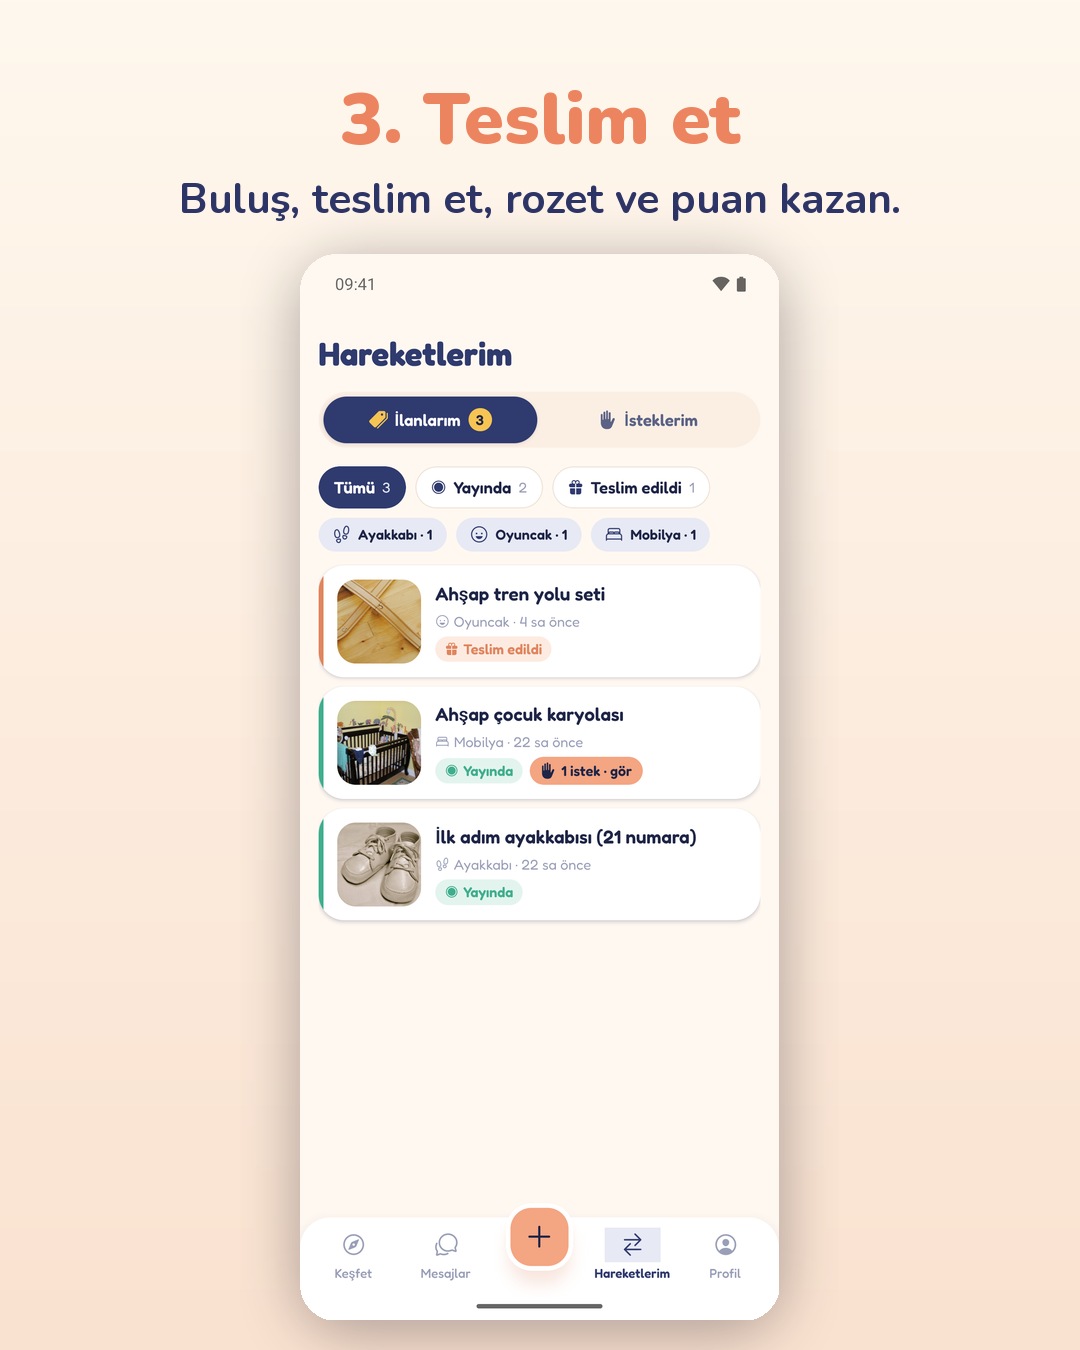 3. Teslim et
Buluş, teslim et, rozet ve puan kazan.
09:41
Hareketlerim
İlanlarım 3
İsteklerim
Tümü 3
Yayında 2
Teslim edildi 1
Ayakkabı · 1
Oyuncak · 1
Mobilya · 1
Ahşap tren yolu seti
Oyuncak · 4 sa önce
Teslim edildi
Ahşap çocuk karyolası
Mobilya · 22 sa önce
Yayında
1 istek · gör
İlk adım ayakkabısı (21 numara)
Ayakkabı · 22 sa önce
Yayında
Keşfet
Mesajlar
Hareketlerim
Profil